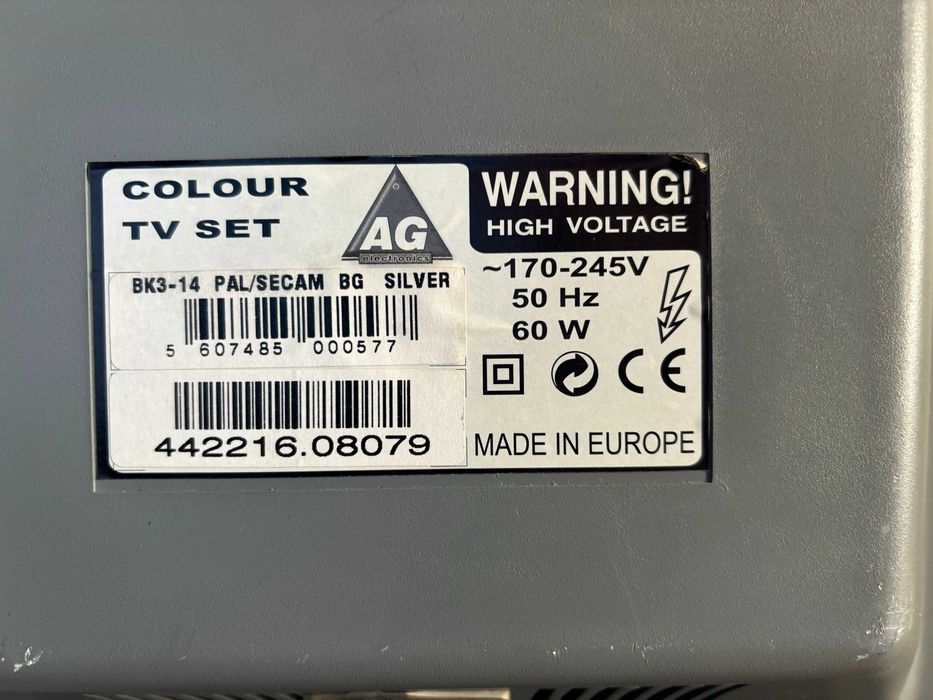 COLOUR
TV SET
AG
electronics
BK3-14 PAL/SECAM BG SILVER
5 607485 000577
442216.08079
WARNING!
HIGH VOLTAGE
~170-245V
50 Hz
60 W
CE
MADE IN EUROPE